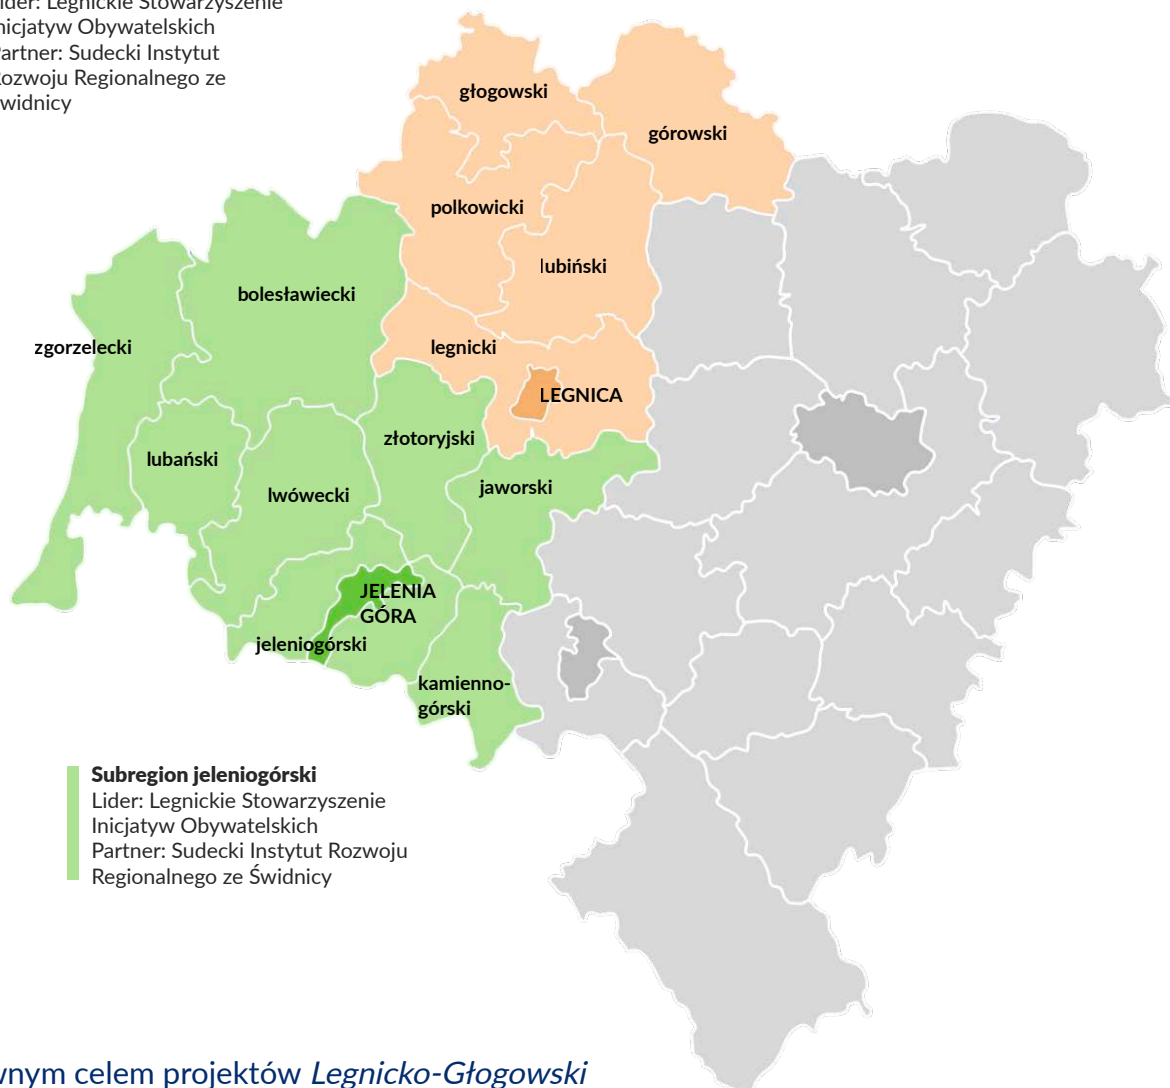 ider: Legnickie Stowarzyszenie
nicjatyw Obywatelskich
artner: Sudecki Instytut
ozwoju Regionalnego ze
widnicy
głogowski
górowski
polkowicki
lubiński
bolesławiecki
zgorzelecki
legnicki
LEGNICA
złotoryjski
lubański
jaworski
lwówecki
JELENIA
GÓRA
jeleniogórski
kamienno-
górski
Subregion jeleniogórski
Lider: Legnickie Stowarzyszenie
Inicjatyw Obywatelskich
Partner: Sudecki Instytut Rozwoju
Regionalnego ze Świdnicy
wnym celem projektów Legnicko-Głogowski